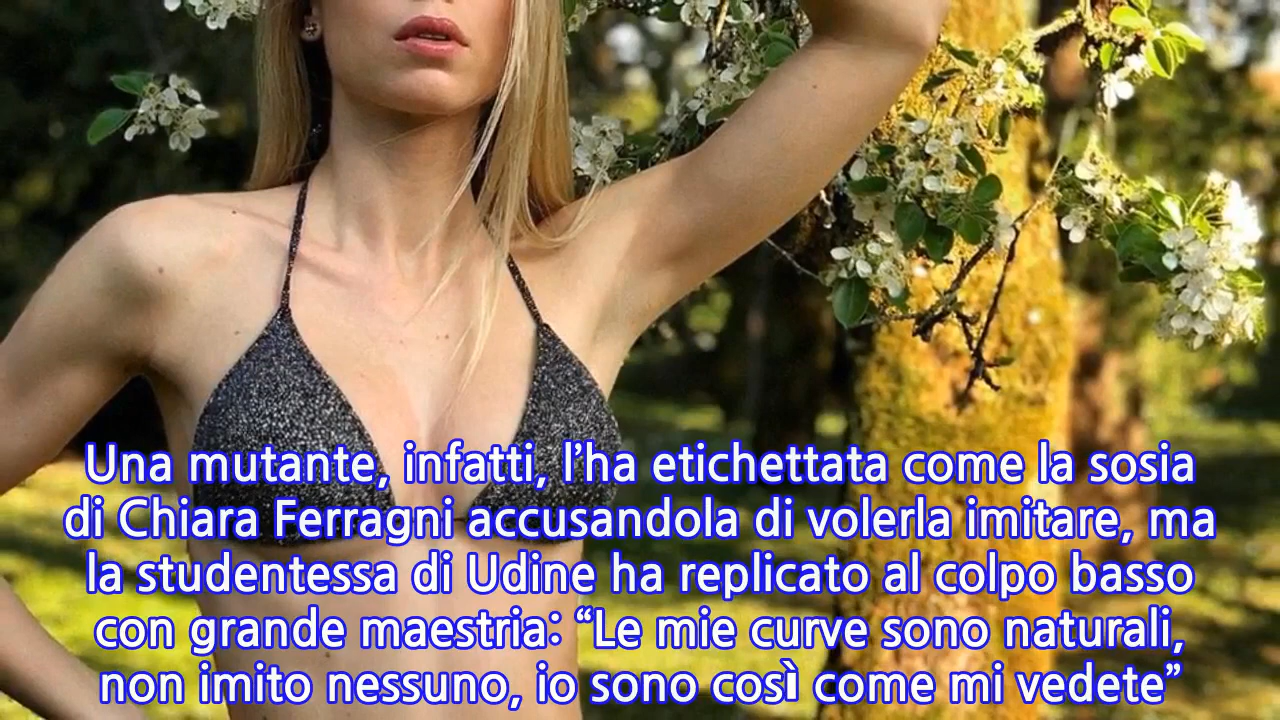 Una mutante, infatti, l’ha etichettata come la sosia
di Chiara Ferragni accusandola di volerla imitare, ma
la studentessa di Udine ha replicato al colpo basso
con grande maestria: “Le mie curve sono naturali,
non imito nessuno, io sono così come mi vedete”